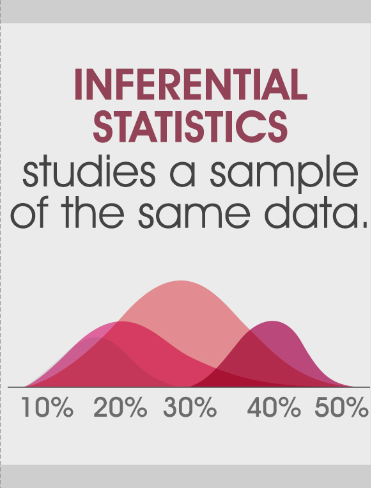 INFERENTIAL
STATISTICS
studies a sample
of the same data.
10% 20% 30% 40% 50%